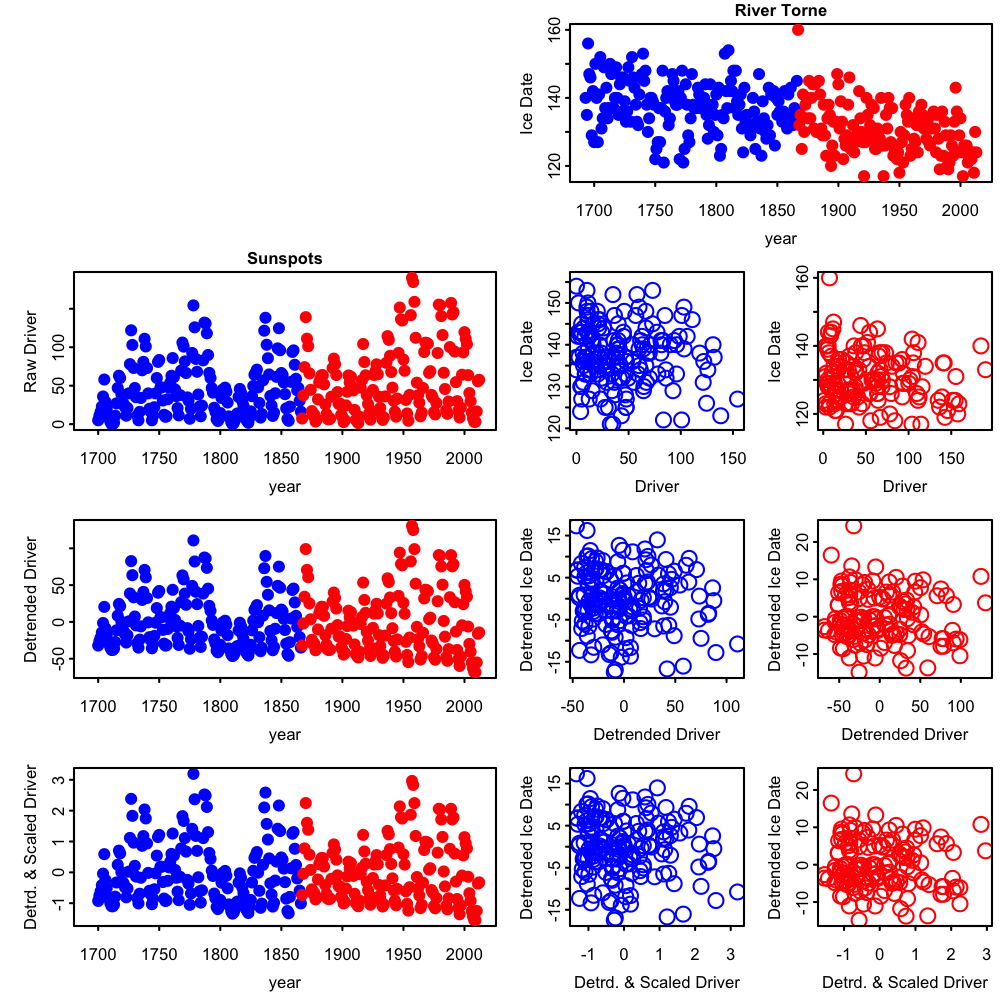 River Torne
Ice Date
120 140 160
1700 1750 1800 1850 1900 1950 2000
year
Sunspots
Raw Driver
0 50 100
1700 1750 1800 1850 1900 1950 2000
year
Ice Date
120 130 140 150
0 50 100 150
Driver
Ice Date
120 140 160
0 50 100 150
Driver
Detrended Driver
-50 0 50
1700 1750 1800 1850 1900 1950 2000
year
Detrended Ice Date
-15 -5 5 15
-50 0 50 100
Detrended Driver
Detrended Ice Date
-10 0 10 20
-50 0 50 100
Detrended Driver
Detrd. & Scaled Driver
-1 0 1 2 3
1700 1750 1800 1850 1900 1950 2000
year
Detrended Ice Date
-15 -5 5 15
-1 0 1 2 3
Detrd. & Scaled Driver
Detrended Ice Date
-10 0 10 20
-1 0 1 2 3
Detrd. & Scaled Driver